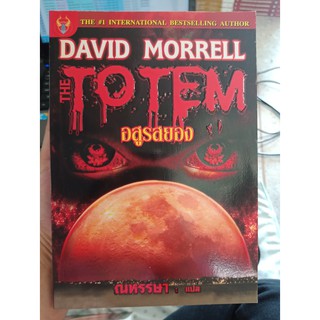 THE #1 INTERNATIONAL BESTSELLING AUTHOR
DAVID MORRELL
THE TOTEM
อสูรสยอง
ณหรรษา : แปล